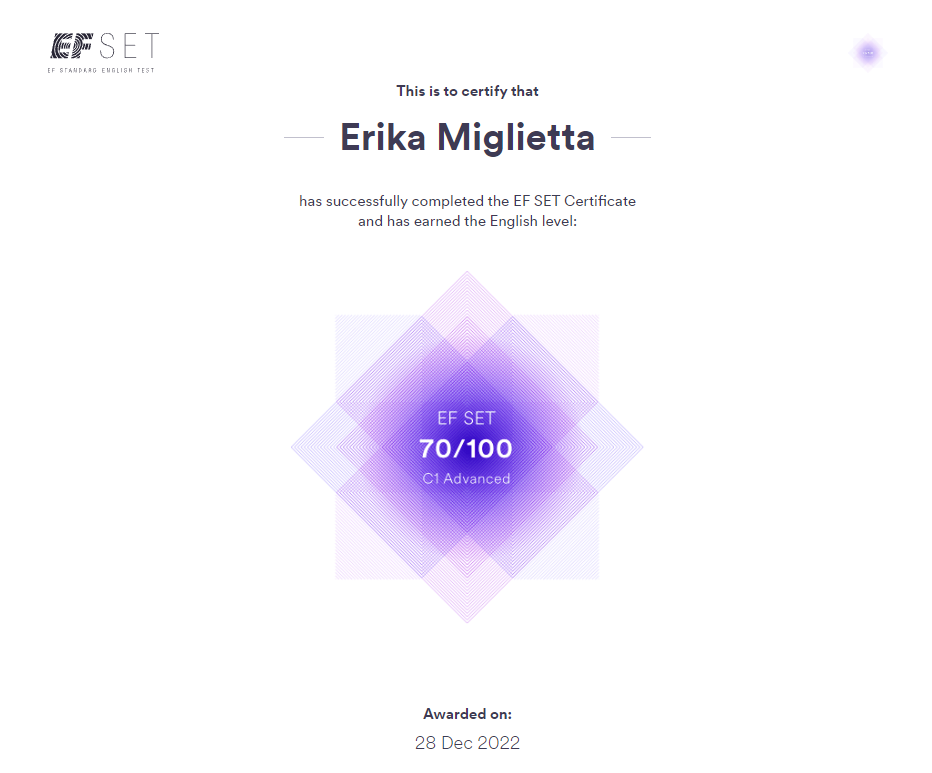 EF SET
EF STANDARD ENGLISH TEST
This is to certify that
Erika Miglietta
has successfully completed the EF SET Certificate
and has earned the English level:
EF SET
70/100
C1 Advanced
Awarded on:
28 Dec 2022